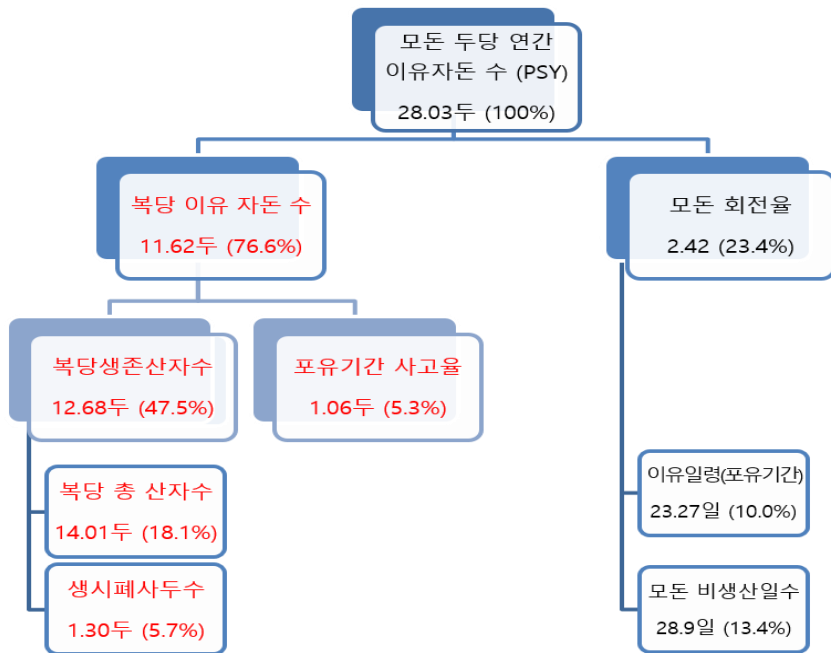 모돈 두당 연간
이유자돈 수 (PSY)
28.03두 (100%)
복당 이유 자돈 수
11.62두 (76.6%)
모돈 회전율
2.42 (23.4%)
복당생존산자수
12.68두 (47.5%)
포유기간 사고율
1.06두 (5.3%)
복당 총 산자수
14.01두 (18.1%)
생시폐사두수
1.30두 (5.7%)
이유일령(포유기간)
23.27일 (10.0%)
모돈 비생산일수
28.9일 (13.4%)